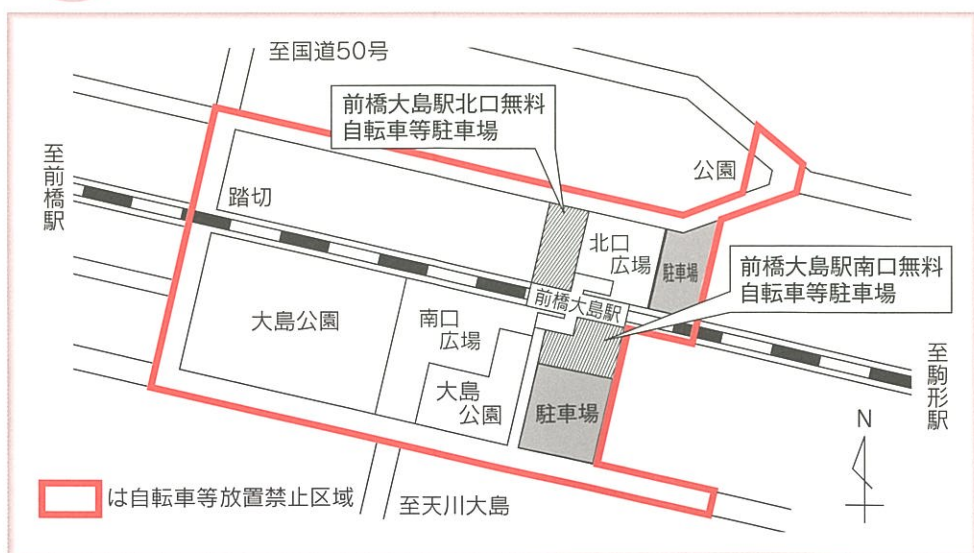 至国道50号
前橋大島駅北口無料
自転車等駐車場
至前橋駅
公園
踏切
北口
広場
駐車場
前橋大島駅南口無料
自転車等駐車場
前橋大島駅
大島公園
南口
広場
大島
公園
駐車場
至駒形駅
N
は自転車等放置禁止区域
至天川大島